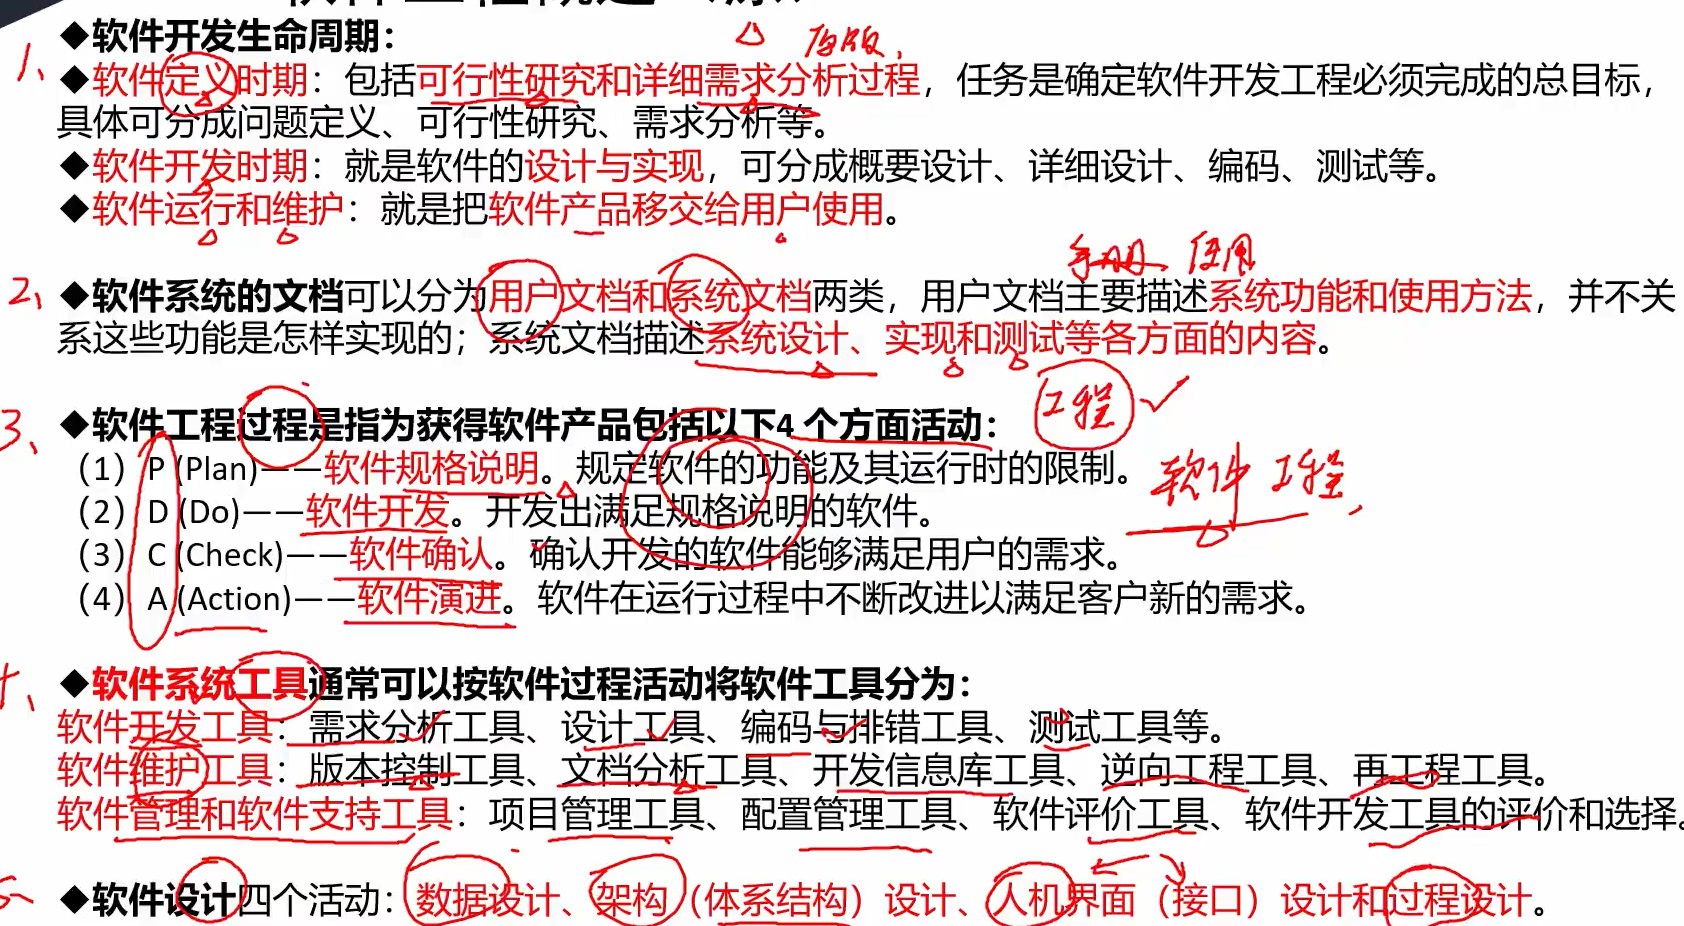 ◆软件开发生命周期：
1、◆软件定义时期：包括可行性研究和详细需求分析过程，任务是确定软件开发工程必须完成的总目标，
具体可分成问题定义、可行性研究、需求分析等。
◆软件开发时期：就是软件的设计与实现，可分成概要设计、详细设计、编码、测试等。
◆软件运行和维护：就是把软件产品移交给用户使用。
手册、使用
2、◆软件系统的文档可以分为用户文档和系统文档两类，用户文档主要描述系统功能和使用方法，并不关
系这些功能是怎样实现的；系统文档描述系统设计、实现和测试等各方面的内容。
工程
3、◆软件工程过程是指为获得软件产品包括以下4 个方面活动：
（1）P (Plan)——软件规格说明。规定软件的功能及其运行时的限制。
软件工程
（2）D (Do)——软件开发。开发出满足规格说明的软件。
（3）C (Check)——软件确认。确认开发的软件能够满足用户的需求。
（4）A (Action)——软件演进。软件在运行过程中不断改进以满足客户新的需求。
◆软件系统工具通常可以按软件过程活动将软件工具分为：
软件开发工具：需求分析工具、设计工具、编码与排错工具、测试工具等。
软件维护工具：版本控制工具、文档分析工具、开发信息库工具、逆向工程工具、再工程工具。
软件管理和软件支持工具：项目管理工具、配置管理工具、软件评价工具、软件开发工具的评价和选择。
◆软件设计四个活动：数据设计、架构（体系结构）设计、人机界面（接口）设计和过程设计。